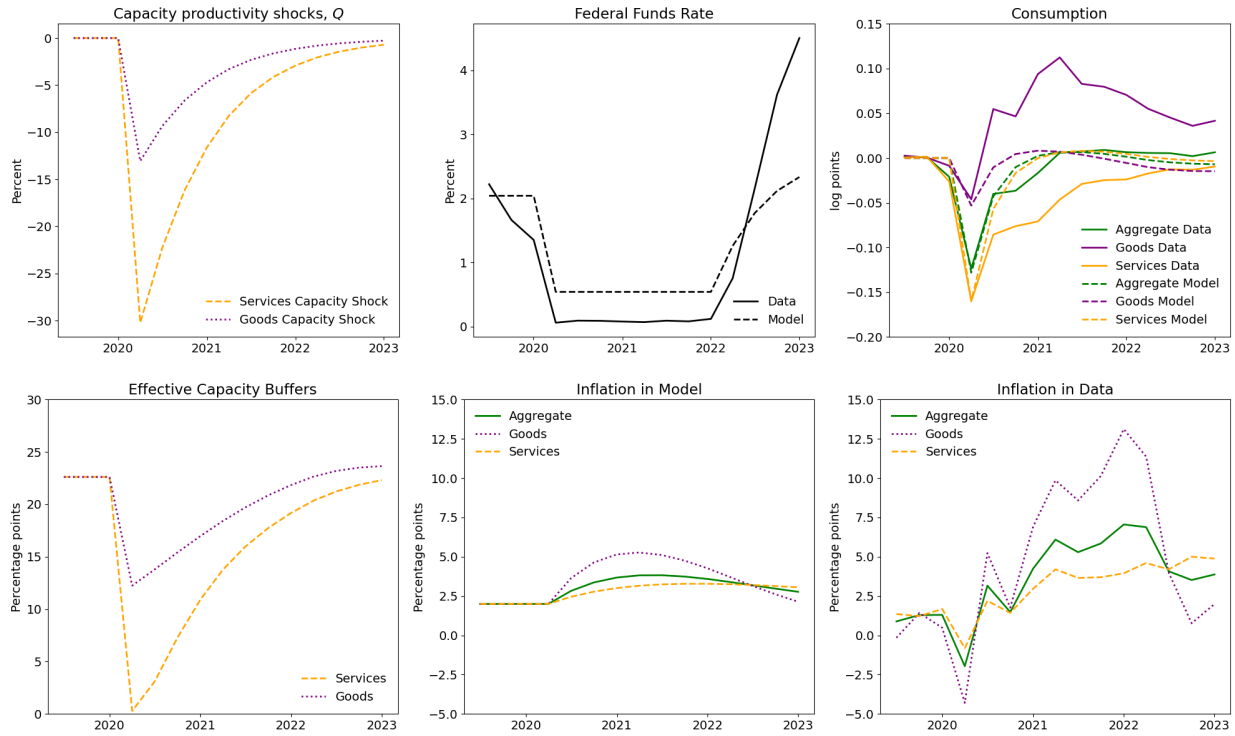 Capacity productivity shocks, Q
Percent
0
−5
−10
−15
−20
−25
−30
Services Capacity Shock
Goods Capacity Shock
2020 2021 2022 2023
Federal Funds Rate
Percent
4
2
0
Data
Model
2020 2021 2022 2023
Consumption
log points
0.15
0.10
0.05
0.00
−0.05
−0.10
−0.15
−0.20
Aggregate Data
Goods Data
Services Data
Aggregate Model
Goods Model
Services Model
2020 2021 2022 2023
Effective Capacity Buffers
Percentage points
30
25
20
15
10
5
0
Services
Goods
2020 2021 2022 2023
Inflation in Model
Percentage points
15.0
12.5
10.0
7.5
5.0
2.5
0.0
−2.5
−5.0
Aggregate
Goods
Services
2020 2021 2022 2023
Inflation in Data
Percentage points
15.0
12.5
10.0
7.5
5.0
2.5
0.0
−2.5
−5.0
Aggregate
Goods
Services
2020 2021 2022 2023